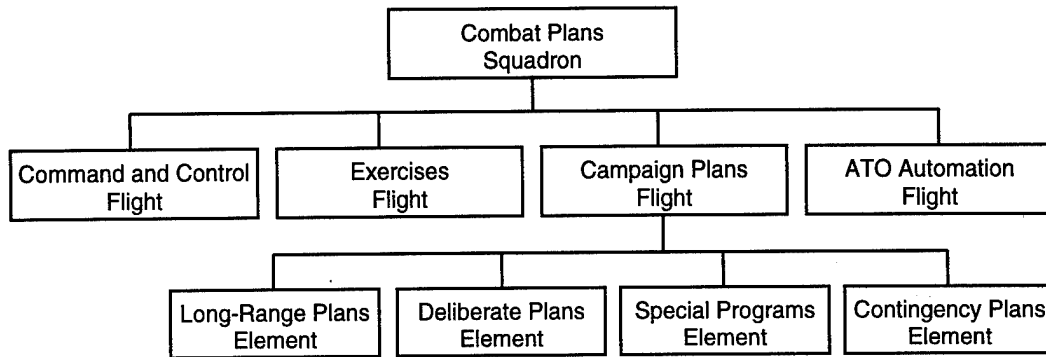 Combat Plans
Squadron
Command and Control
Flight
Exercises
Flight
Campaign Plans
Flight
ATO Automation
Flight
Long-Range Plans
Element
Deliberate Plans
Element
Special Programs
Element
Contingency Plans
Element